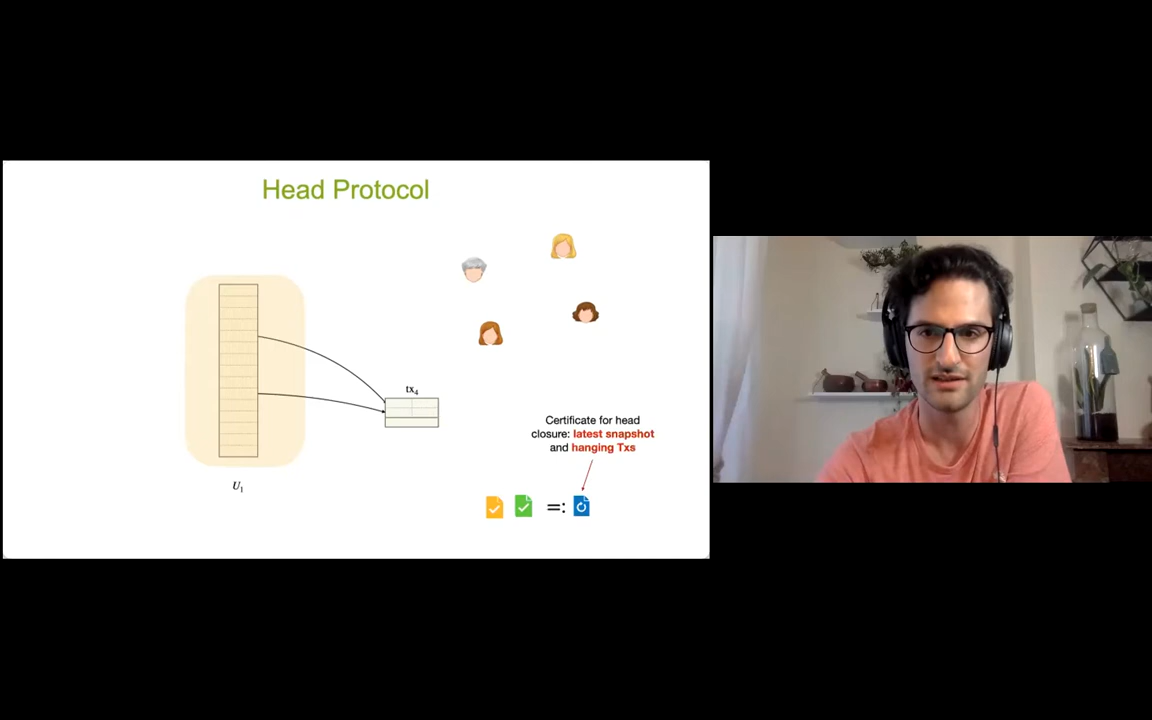 Head Protocol
tx₄
Certificate for head
closure: latest snapshot
and hanging Txs
U₁
=: